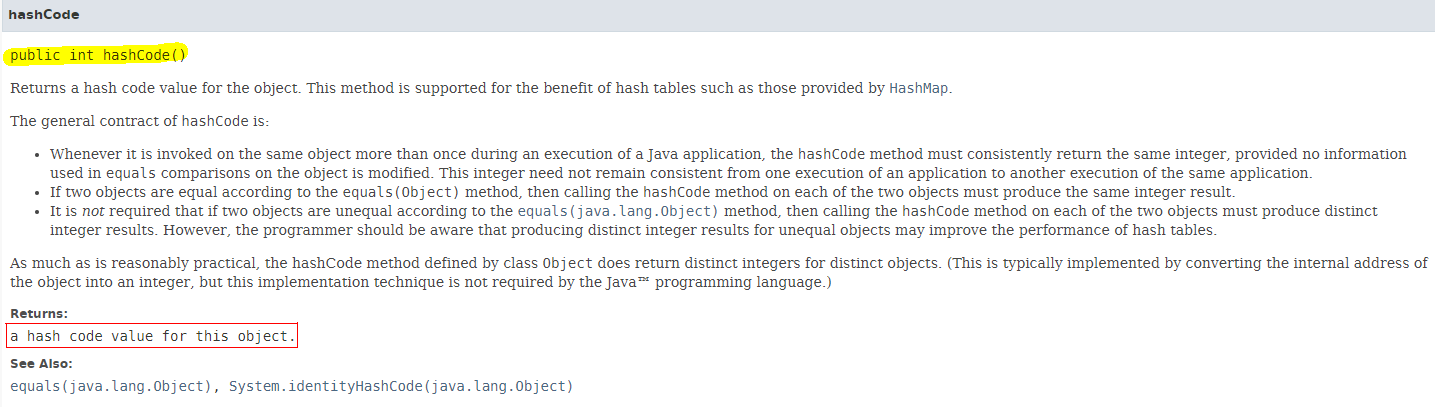 hashCode
public int hashCode()
Returns a hash code value for the object. This method is supported for the benefit of hash tables such as those provided by HashMap.
The general contract of hashCode is:
• Whenever it is invoked on the same object more than once during an execution of a Java application, the hashCode method must consistently return the same integer, provided no information
used in equals comparisons on the object is modified. This integer need not remain consistent from one execution of an application to another execution of the same application.
• If two objects are equal according to the equals(Object) method, then calling the hashCode method on each of the two objects must produce the same integer result.
• It is not required that if two objects are unequal according to the equals(java.lang.Object) method, then calling the hashCode method on each of the two objects must produce distinct
integer results. However, the programmer should be aware that producing distinct integer results for unequal objects may improve the performance of hash tables.
As much as is reasonably practical, the hashCode method defined by class Object does return distinct integers for distinct objects. (This is typically implemented by converting the internal address of
the object into an integer, but this implementation technique is not required by the Java™ programming language.)
Returns:
a hash code value for this object.
See Also:
equals(java.lang.Object), System.identityHashCode(java.lang.Object)